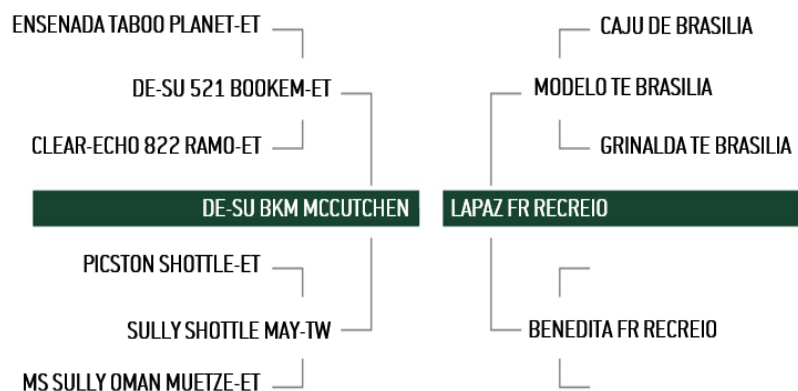 ENSENADA TABOO PLANET-ET
CAJU DE BRASILIA
DE-SU 521 BOOKEM-ET
MODELO TE BRASILIA
CLEAR-ECHO 822 RAMO-ET
GRINALDA TE BRASILIA
DE-SU BKM MCCUTCHEN
LAPAZ FR RECREIO
PICSTON SHOTTLE-ET
SULLY SHOTTLE MAY-TW
BENEDITA FR RECREIO
MS SULLY OMAN MUETZE-ET